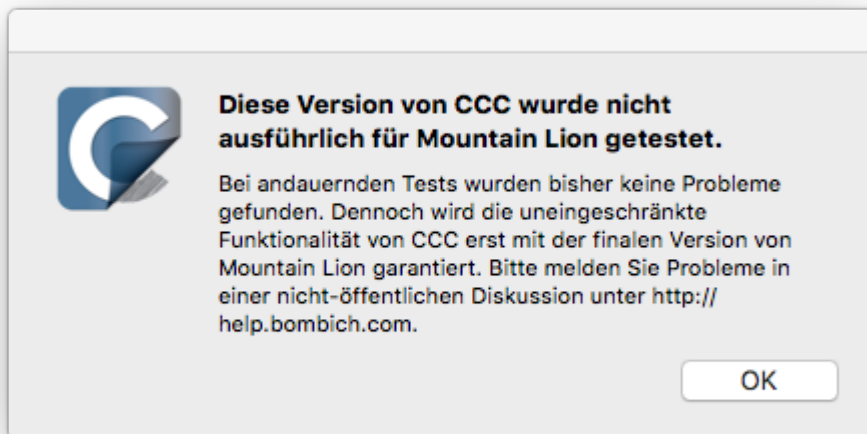 Diese Version von CCC wurde nicht
ausführlich für Mountain Lion getestet.
Bei andauernden Tests wurden bisher keine Probleme
gefunden. Dennoch wird die uneingeschränkte
Funktionalität von CCC erst mit der finalen Version von
Mountain Lion garantiert. Bitte melden Sie Probleme in
einer nicht-öffentlichen Diskussion unter http://
help.bombich.com.
OK